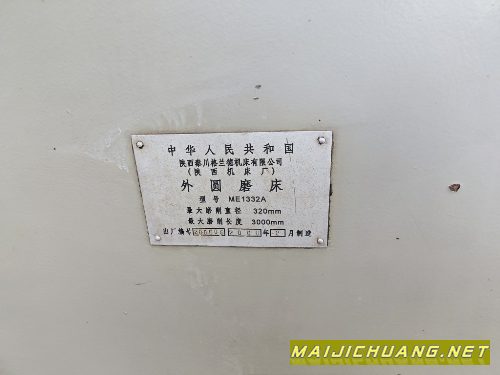 中华人民共和国
陕西秦川格兰德机床有限公司
(陕西机床厂)
外圆磨床
型号 ME1332A
最大磨削直径 320mm
最大磨削长度 3000mm
出厂编号 年 月制造
MAIJICHUANG.NET